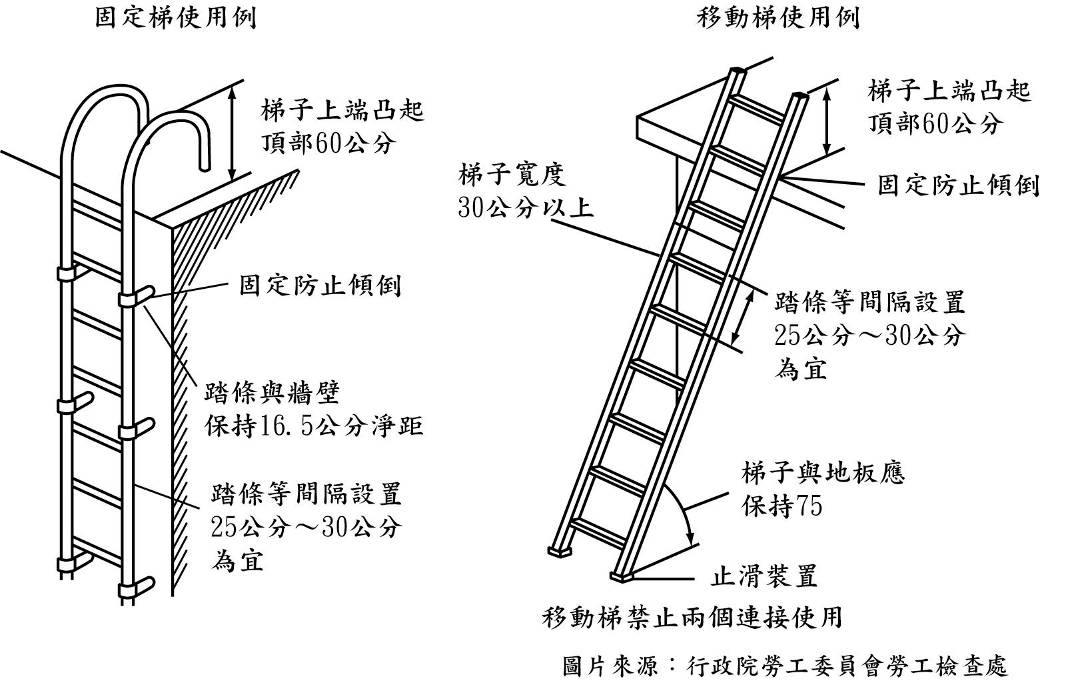 固定梯使用例
梯子上端凸起
頂部60公分
固定防止傾倒
踏條與牆壁
保持16.5公分淨距
踏條等間隔設置
25公分～30公分
為宜
移動梯使用例
梯子上端凸起
頂部60公分
梯子寬度
30公分以上
固定防止傾倒
踏條等間隔設置
25公分～30公分
為宜
梯子與地板應
保持75
止滑裝置
移動梯禁止兩個連接使用
圖片來源：行政院勞工委員會勞工檢查處